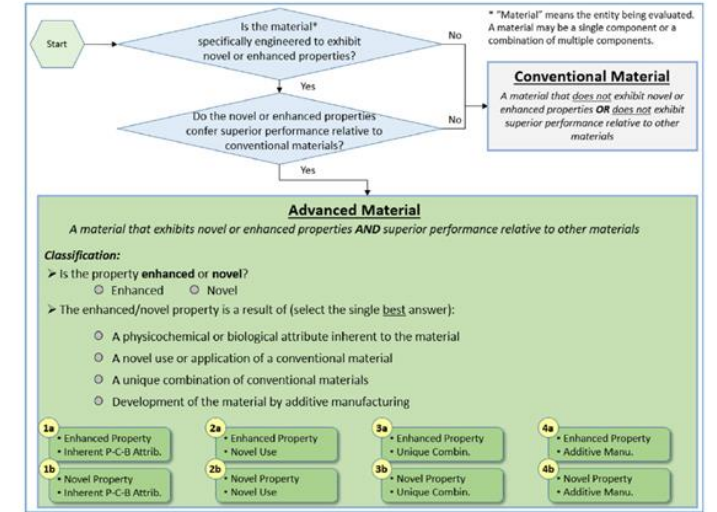 Start
Is the material*
specifically engineered to exhibit
novel or enhanced properties?
No
* "Material" means the entity being evaluated.
A material may be a single component or a
combination of multiple components.
Yes
Do the novel or enhanced properties
confer superior performance relative to
conventional materials?
No
Conventional Material
A material that does not exhibit novel or
enhanced properties OR does not exhibit
superior performance relative to other
materials
Yes
Advanced Material
A material that exhibits novel or enhanced properties AND superior performance relative to other materials
Classification:
➢ Is the property enhanced or novel?
Enhanced Novel
➢ The enhanced/novel property is a result of (select the single best answer):
A physicochemical or biological attribute inherent to the material
A novel use or application of a conventional material
A unique combination of conventional materials
Development of the material by additive manufacturing
1a
• Enhanced Property
• Inherent P-C-B Attrib.
2a
• Enhanced Property
• Novel Use
3a
• Enhanced Property
• Unique Combin.
4a
• Enhanced Property
• Additive Manu.
1b
• Novel Property
• Inherent P-C-B Attrib.
2b
• Novel Property
• Novel Use
3b
• Novel Property
• Unique Combin.
4b
• Novel Property
• Additive Manu.